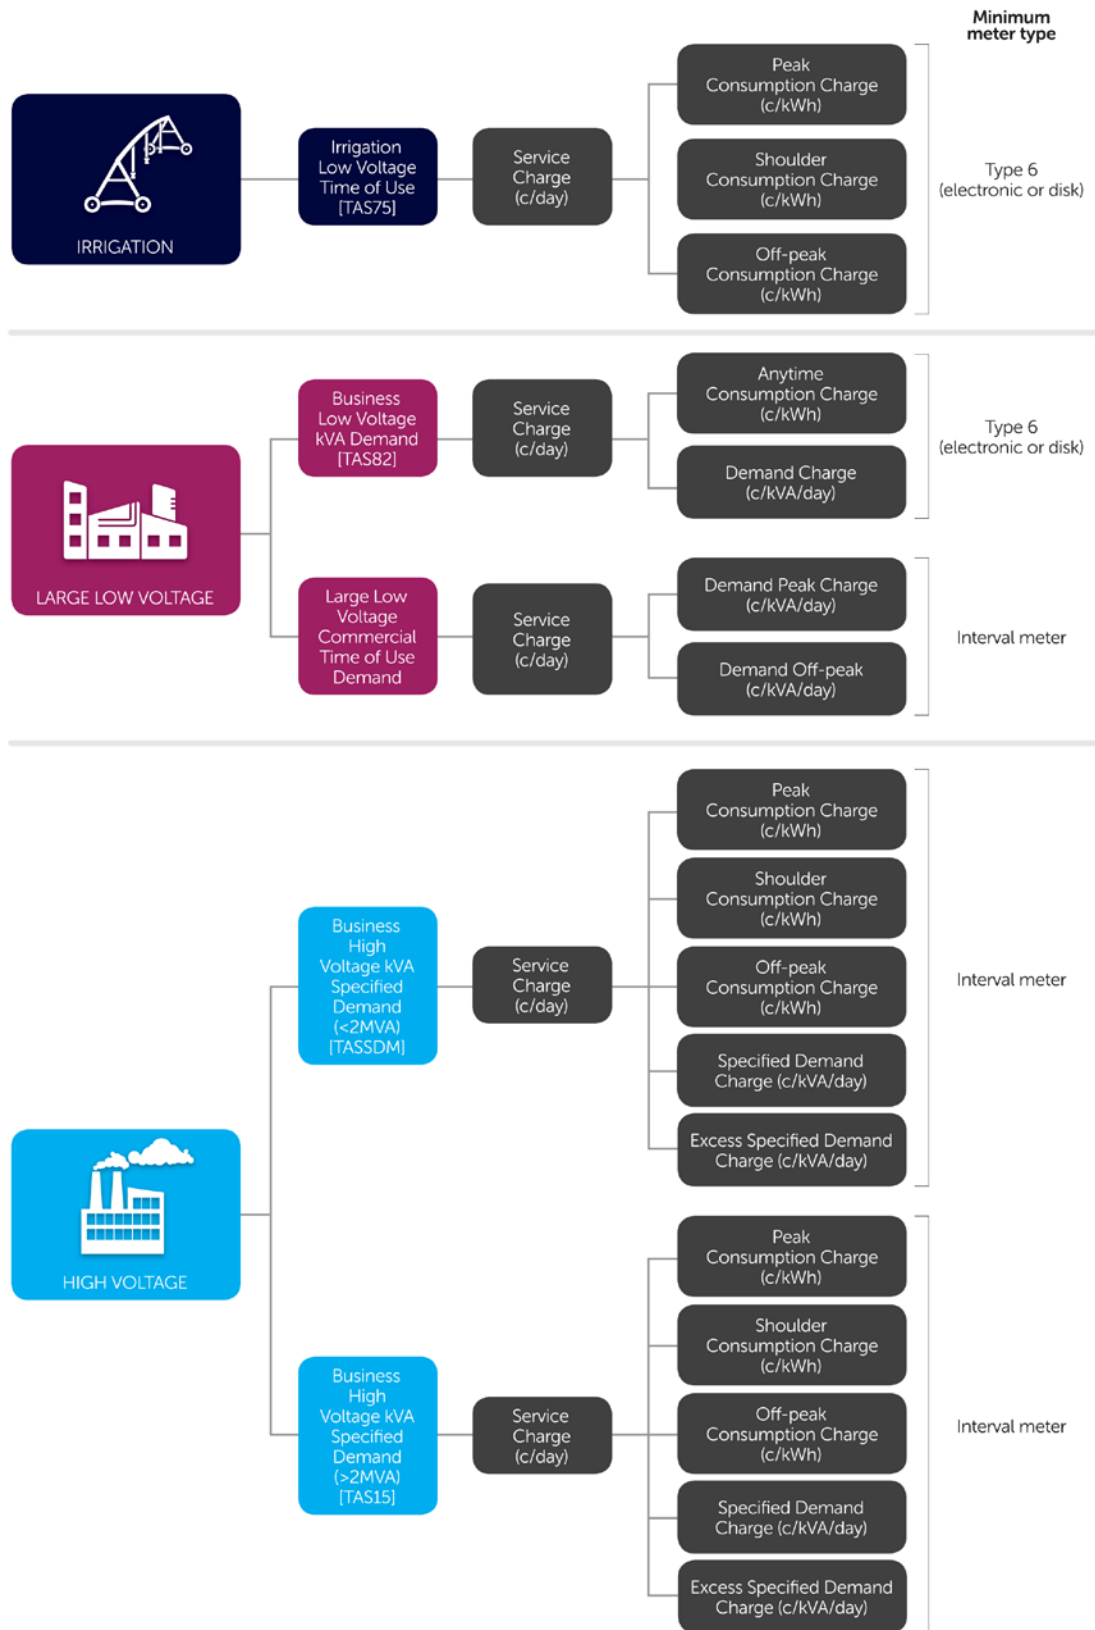 Minimum
meter type
IRRIGATION
Irrigation
Low Voltage
Time of Use
[TAS75]
Service
Charge
(c/day)
Peak
Consumption Charge
(c/kWh)
Shoulder
Consumption Charge
(c/kWh)
Off-peak
Consumption Charge
(c/kWh)
Type 6
(electronic or disk)
LARGE LOW VOLTAGE
Business
Low Voltage
kVA Demand
[TAS82]
Service
Charge
(c/day)
Anytime
Consumption Charge
(c/kWh)
Demand Charge
(c/kVA/day)
Type 6
(electronic or disk)
Large Low
Voltage
Commercial
Time of Use
Demand
Service
Charge
(c/day)
Demand Peak Charge
(c/kVA/day)
Demand Off-peak
(c/kVA/day)
Interval meter
HIGH VOLTAGE
Business
High
Voltage kVA
Specified
Demand
(<2MVA)
[TASSDM]
Service
Charge
(c/day)
Peak
Consumption Charge
(c/kWh)
Shoulder
Consumption Charge
(c/kWh)
Off-peak
Consumption Charge
(c/kWh)
Specified Demand
Charge (c/kVA/day)
Excess Specified Demand
Charge (c/kVA/day)
Interval meter
Business
High
Voltage kVA
Specified
Demand
(>2MVA)
[TAS15]
Service
Charge
(c/day)
Peak
Consumption Charge
(c/kWh)
Shoulder
Consumption Charge
(c/kWh)
Off-peak
Consumption Charge
(c/kWh)
Specified Demand
Charge (c/kVA/day)
Excess Specified Demand
Charge (c/kVA/day)
Interval meter